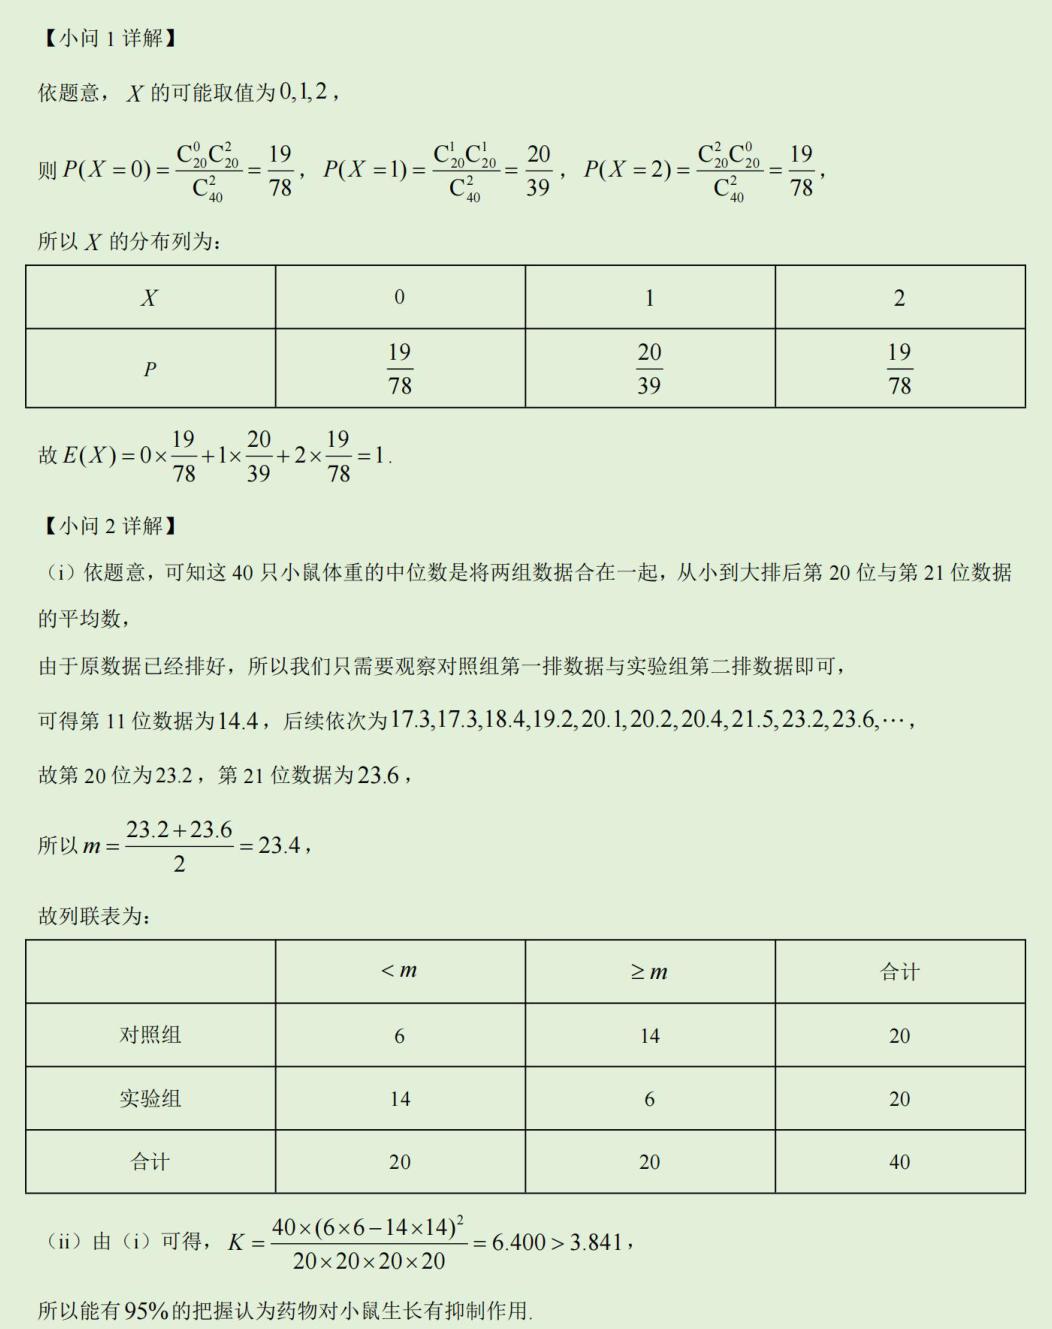 【小问 1 详解】
依题意， X 的可能取值为0,1,2，
则 P(X = 0) = \frac{C_{20}^{0}C_{20}^{2}}{C_{40}^{2}} = \frac{19}{78}， P(X = 1) = \frac{C_{20}^{1}C_{20}^{1}}{C_{40}^{2}} = \frac{20}{39}， P(X = 2) = \frac{C_{20}^{2}C_{20}^{0}}{C_{40}^{2}} = \frac{19}{78}，
所以 X 的分布列为：
X 0 1 2
P \frac{19}{78} \frac{20}{39} \frac{19}{78}
故 E(X) = 0×\frac{19}{78}+1×\frac{20}{39}+2×\frac{19}{78}=1.
【小问 2 详解】
（i）依题意，可知这 40 只小鼠体重的中位数是将两组数据合在一起，从小到大排后第 20 位与第 21 位数据
的平均数，
由于原数据已经排好，所以我们只需要观察对照组第一排数据与实验组第二排数据即可，
可得第 11 位数据为14.4，后续依次为17.3,17.3,18.4,19.2,20.1,20.2,20.4,21.5,23.2,23.6,⋯，
故第 20 位为23.2，第 21 位数据为23.6，
所以 m = \frac{23.2+23.6}{2} = 23.4，
故列联表为：
< m ≥ m 合计
对照组 6 14 20
实验组 14 6 20
合计 20 20 40
（ii）由（i）可得， K = \frac{40×(6×6−14×14)^2}{20×20×20×20} = 6.400 > 3.841，
所以能有95%的把握认为药物对小鼠生长有抑制作用.